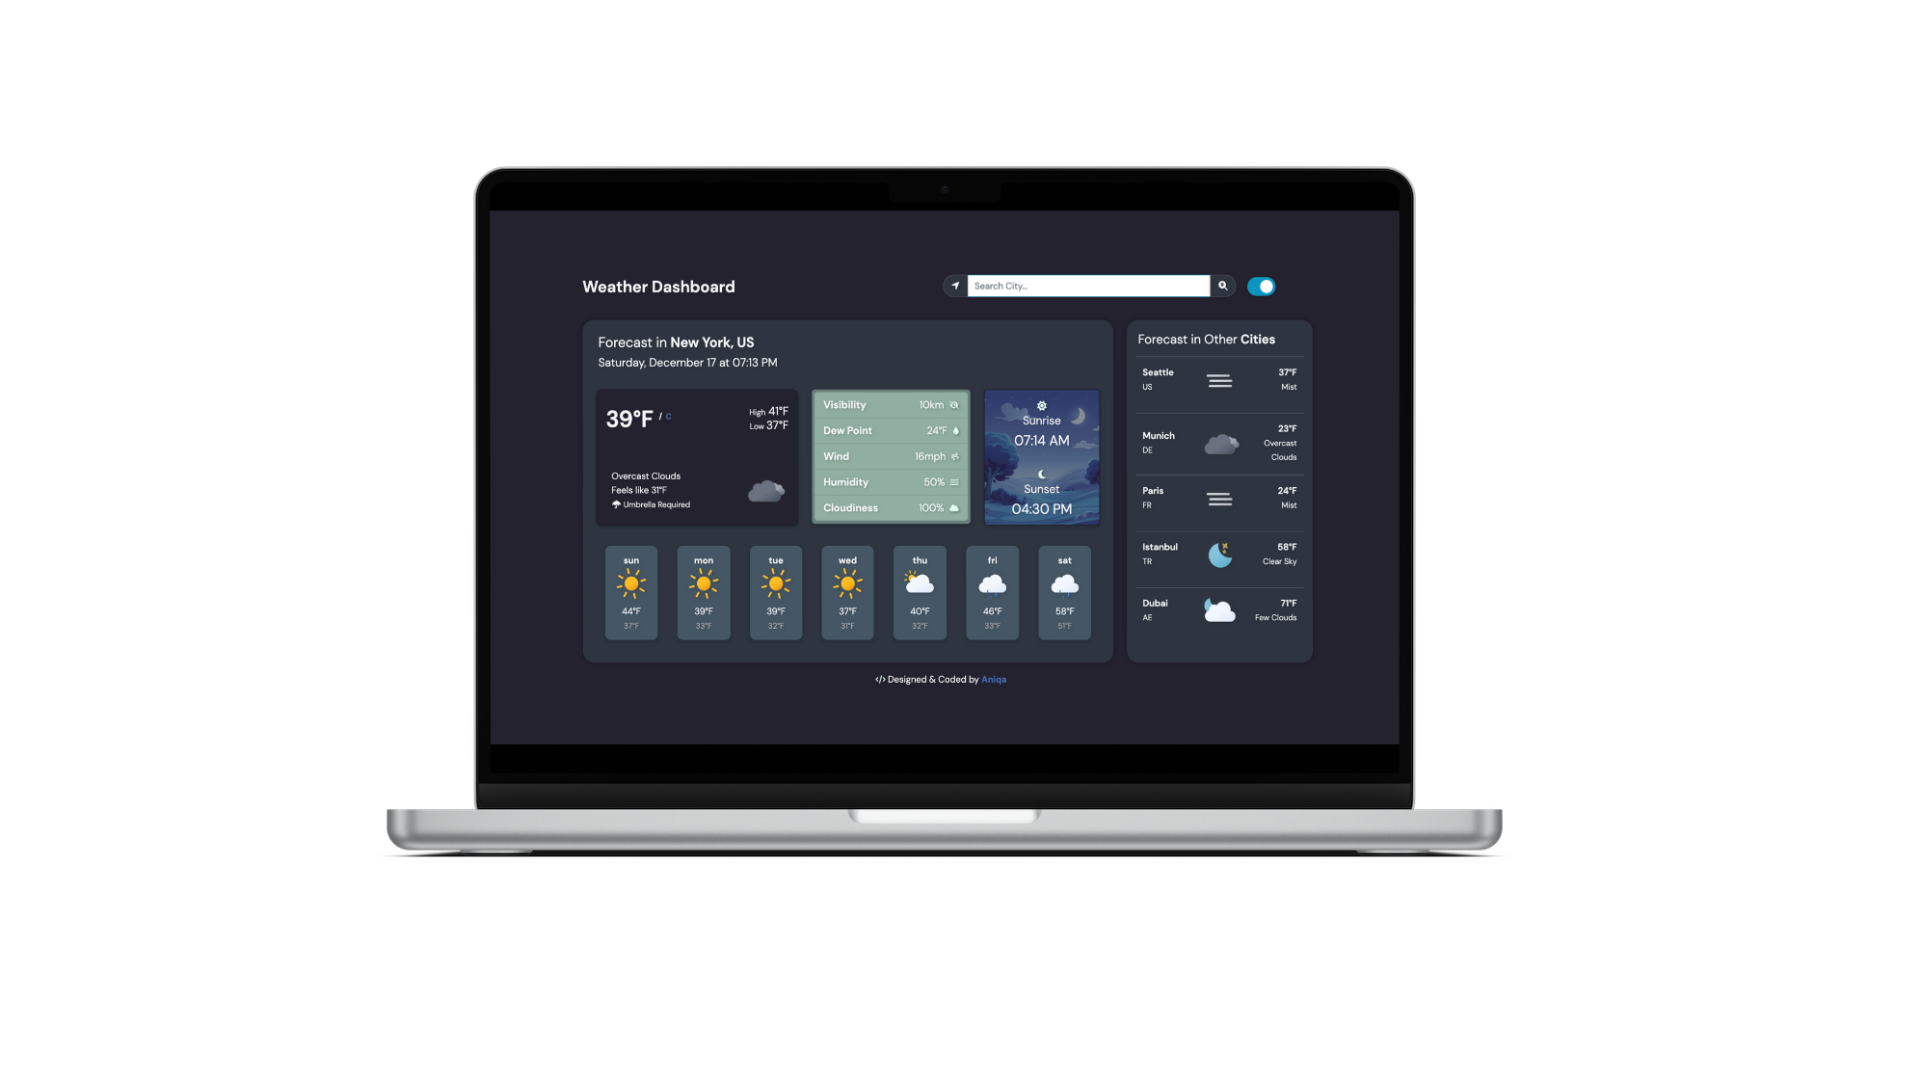 Weather Dashboard
Search City...
Forecast in New York, US
Saturday, December 17 at 07:13 PM
39°F / C
High 41°F
Low 37°F
Overcast Clouds
Feels like 31°F
Umbrella Required
Visibility 10km
Dew Point 24°F
Wind 16mph
Humidity 50%
Cloudiness 100%
Sunrise
07:14 AM
Sunset
04:30 PM
sun mon tue wed thu fri sat
44°F 39°F 39°F 37°F 40°F 46°F 58°F
37°F 33°F 32°F 31°F 32°F 33°F 51°F
Forecast in Other Cities
Seattle 37°F
US Mist
Munich 23°F
DE Overcast
Clouds
Paris 24°F
FR Mist
Istanbul 58°F
TR Clear Sky
Dubai 71°F
AE Few Clouds
</> Designed & Coded by Aniqa